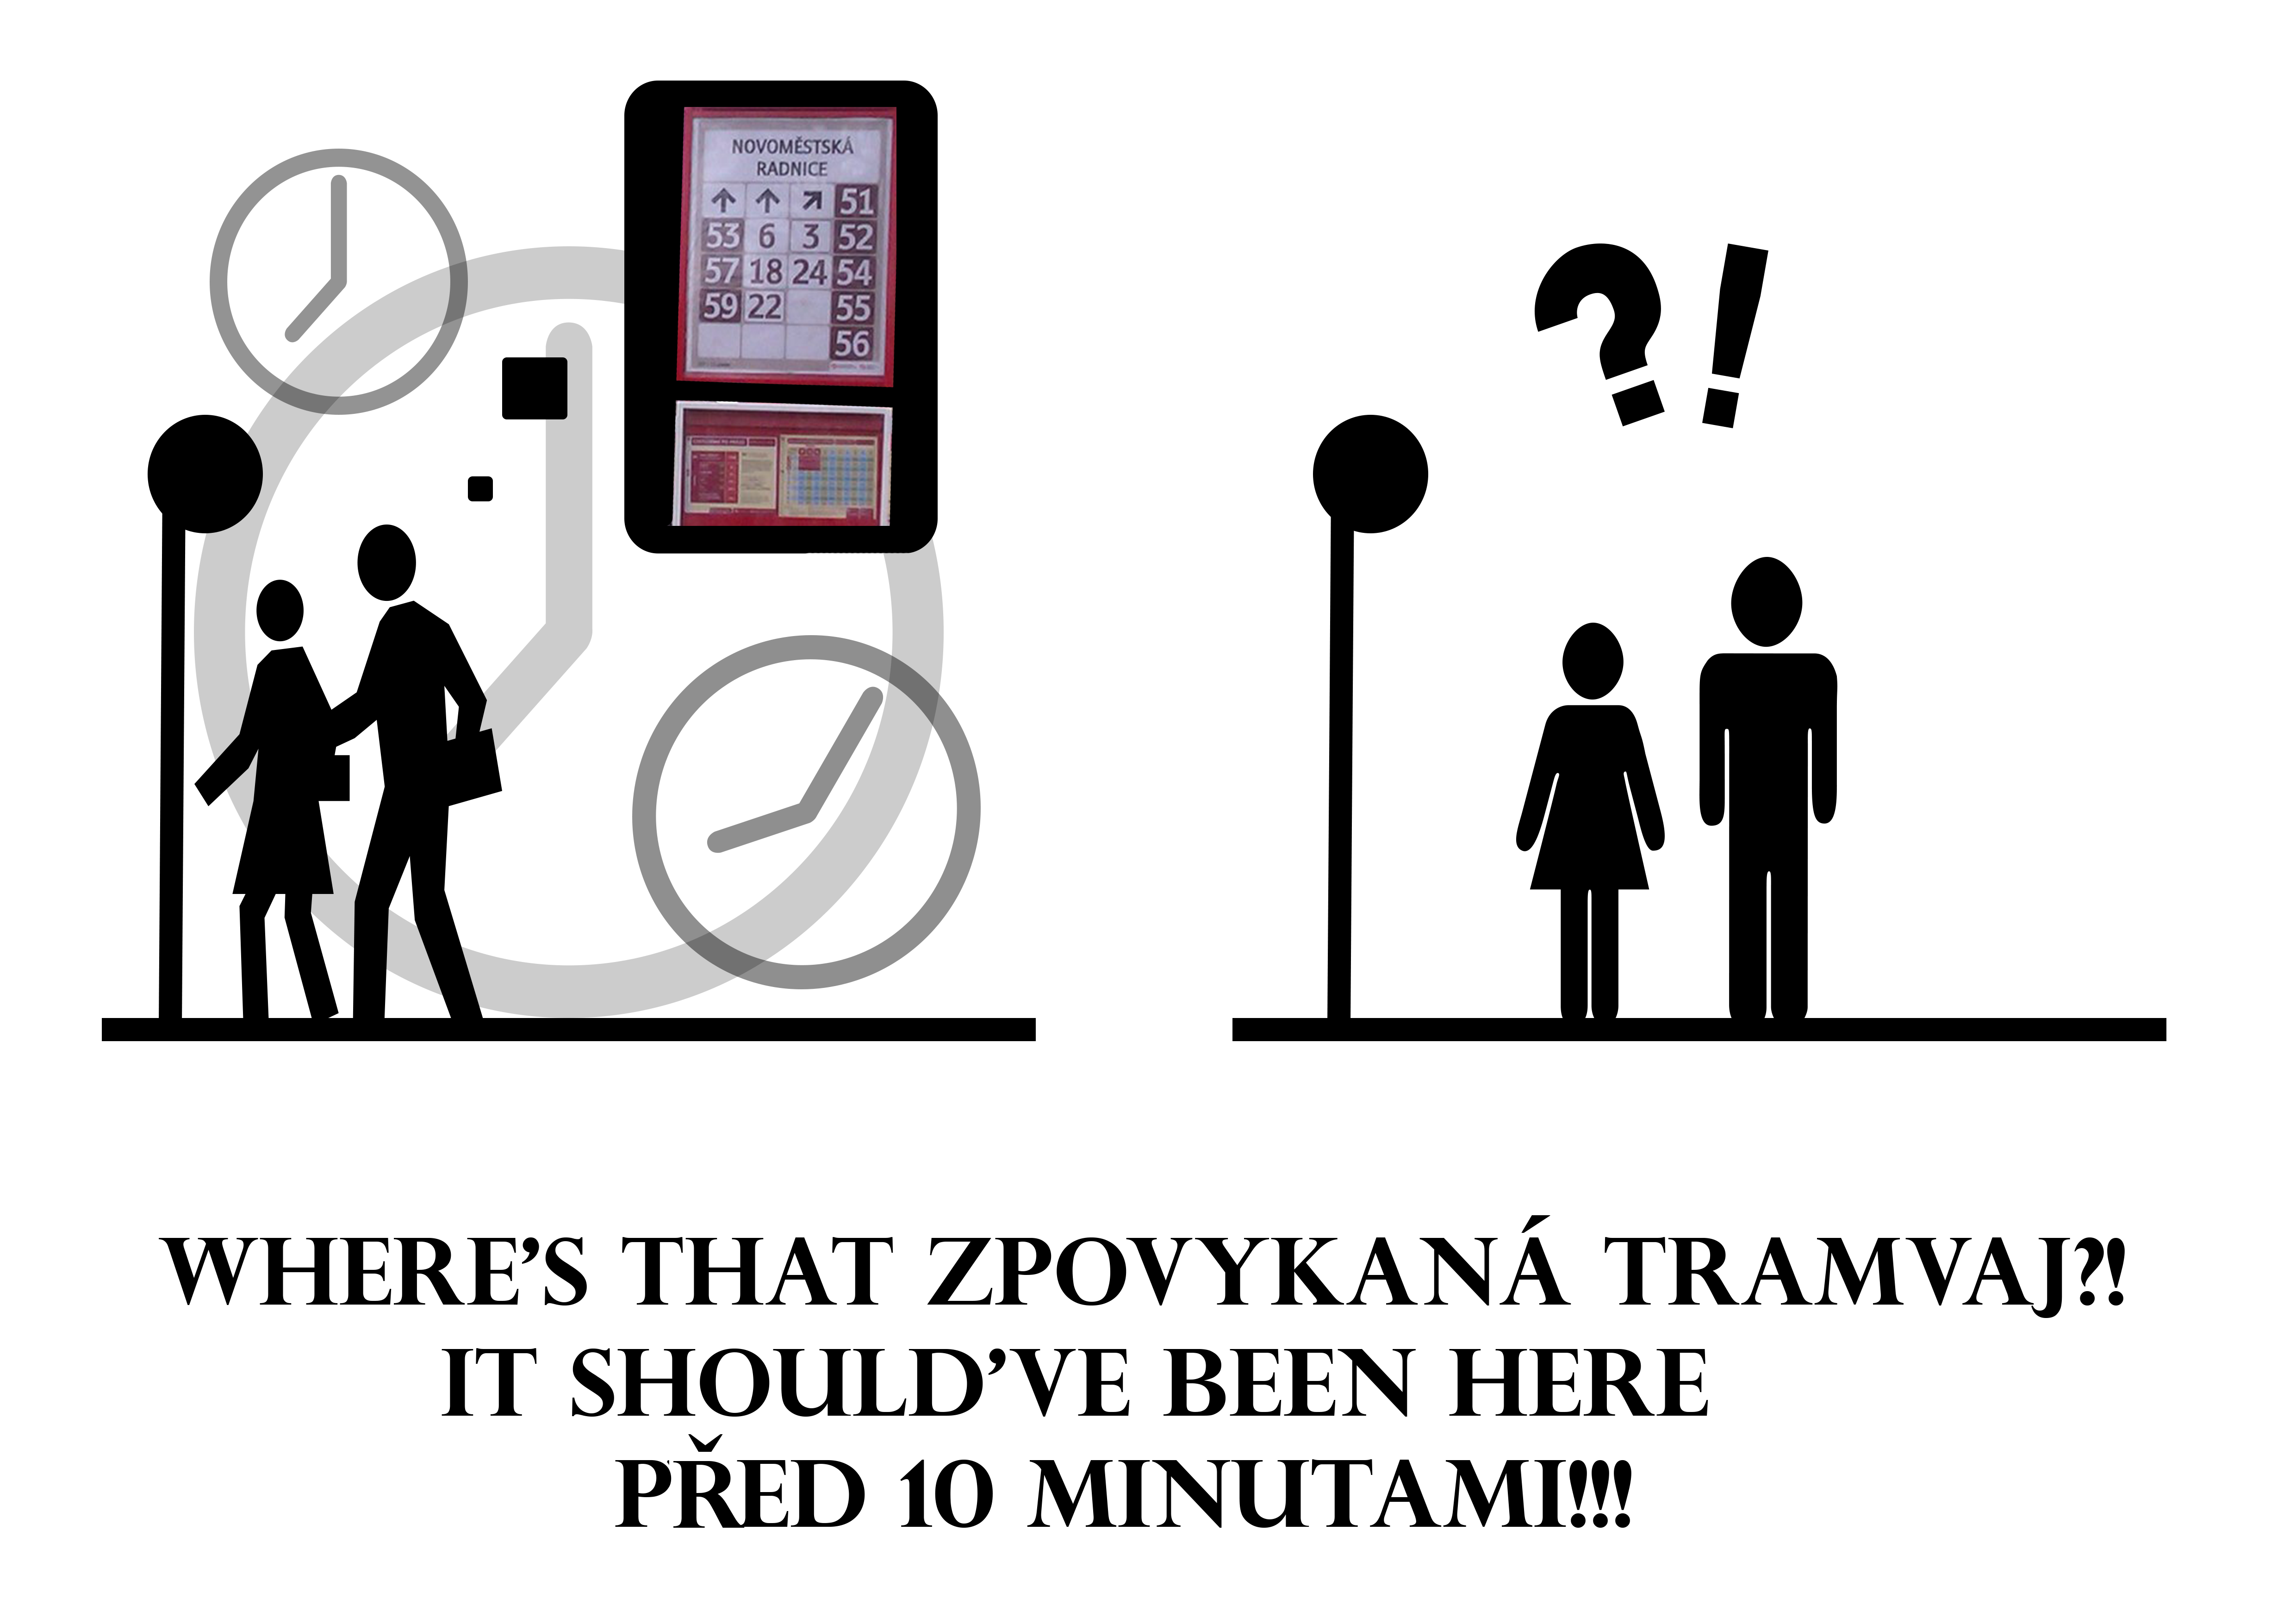 NOVOMĚSTSKÁ
RADNICE
51
53 6 3 52
57 18 24 54
59 22 55
56
?!
WHERE’S THAT ZPOVYKANÁ TRAMVAJ?!
IT SHOULD’VE BEEN HERE
PŘED 10 MINUTAMI!!!